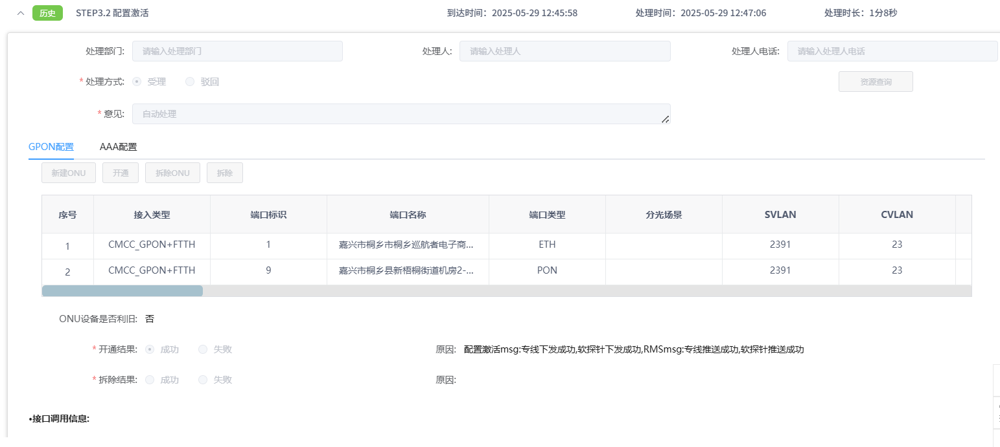 历史 STEP3.2 配置激活 到达时间：2025-05-29 12:45:58 处理时间：2025-05-29 12:47:06 处理时长：1分8秒
处理部门: 请输入处理部门 处理人: 请输入处理人 处理人电话: 请输入处理人电话
* 处理方式: 受理 驳回 资源查询
* 意见: 自动处理
GPON配置 AAA配置
新建ONU 开通 拆除ONU 拆除
序号 接入类型 端口标识 端口名称 端口类型 分光场景 SVLAN CVLAN
1 CMCC_GPON+FTTH 1 嘉兴市桐乡市桐乡巡航者电子商... ETH 2391 23
2 CMCC_GPON+FTTH 9 嘉兴市桐乡县新梧桐街道机房2-... PON 2391 23
ONU设备是否利旧: 否
* 开通结果: 成功 失败 原因: 配置激活msg:专线下发成功,软探针下发成功,RMSmsg:专线推送成功,软探针推送成功
* 拆除结果: 成功 失败 原因:
•接口调用信息: